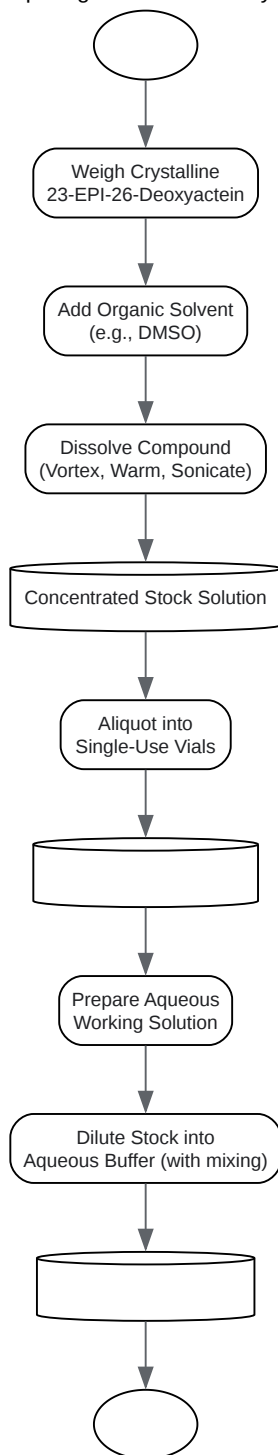 Weigh Crystalline
23-EPI-26-Deoxyactein
Add Organic Solvent
(e.g., DMSO)
Dissolve Compound
(Vortex, Warm, Sonicate)
Concentrated Stock Solution
Aliquot into
Single-Use Vials
Prepare Aqueous
Working Solution
Dilute Stock into
Aqueous Buffer (with mixing)